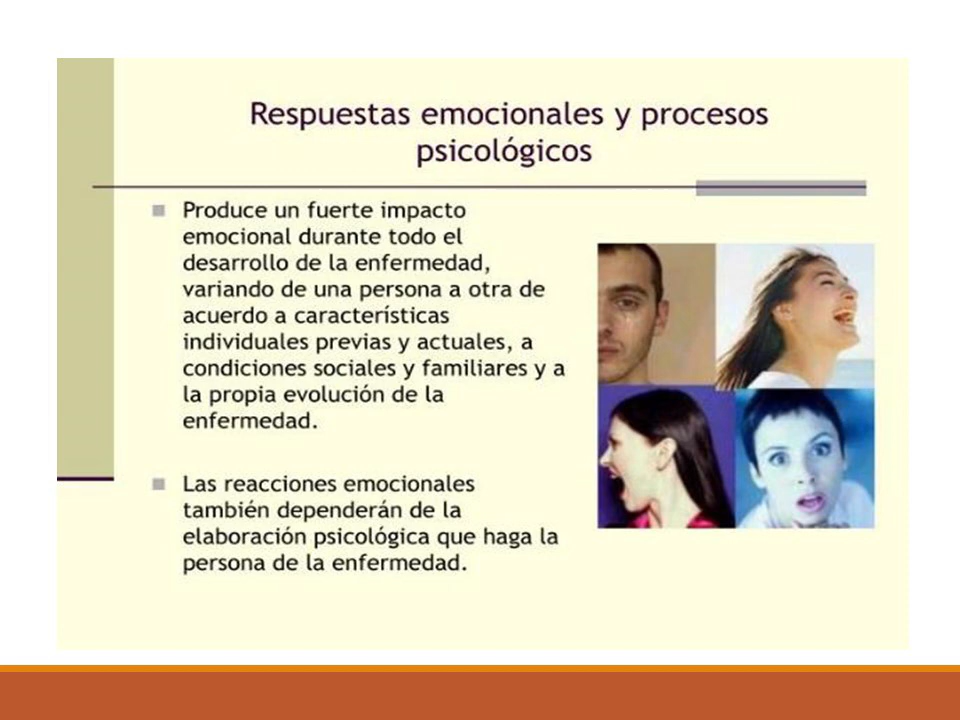 Respuestas emocionales y procesos
psicológicos
Produce un fuerte impacto
emocional durante todo el
desarrollo de la enfermedad,
variando de una persona a otra de
acuerdo a características
individuales previas y actuales, a
condiciones sociales y familiares y a
la propia evolución de la
enfermedad.
Las reacciones emocionales
también dependerán de la
elaboración psicológica que haga la
persona de la enfermedad.